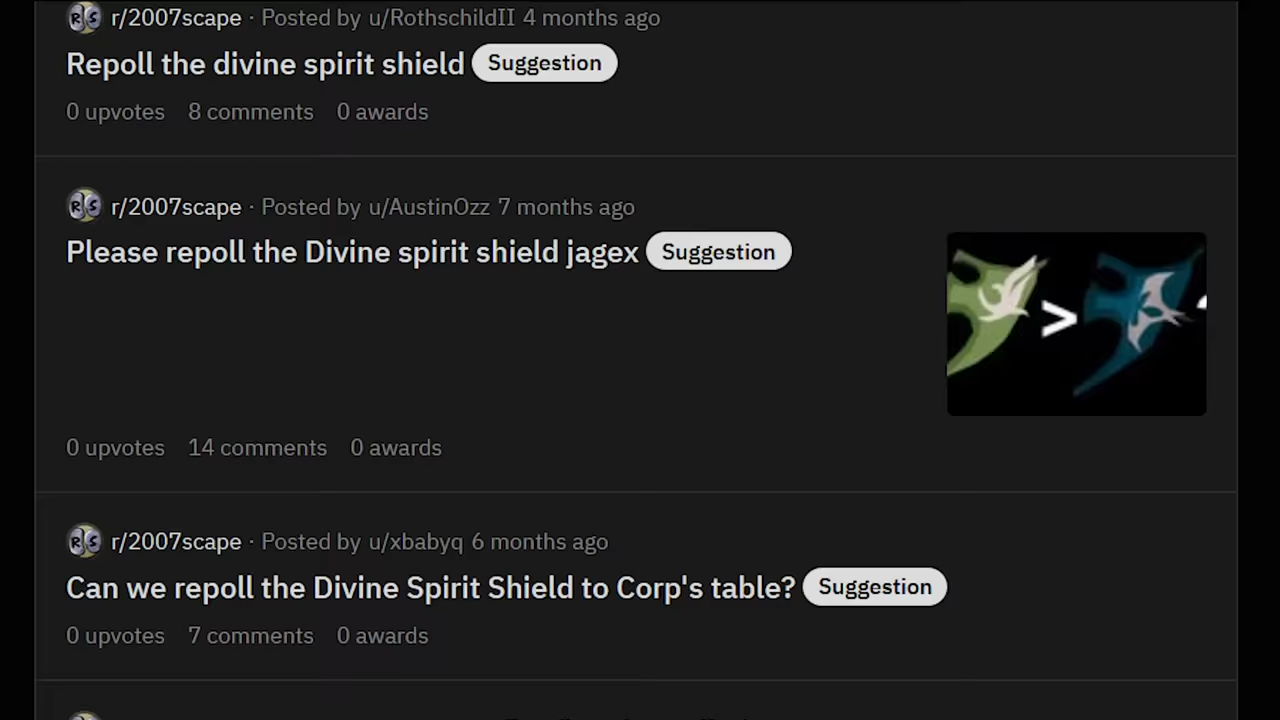 r/2007scape · Posted by u/RothschildII 4 months ago
Repoll the divine spirit shield Suggestion
0 upvotes 8 comments 0 awards
RS r/2007scape · Posted by u/AustinOzz 7 months ago
Please repoll the Divine spirit shield jagex Suggestion
>
0 upvotes 14 comments 0 awards
RS r/2007scape · Posted by u/xbabyq 6 months ago
Can we repoll the Divine Spirit Shield to Corp's table? Suggestion
0 upvotes 7 comments 0 awards